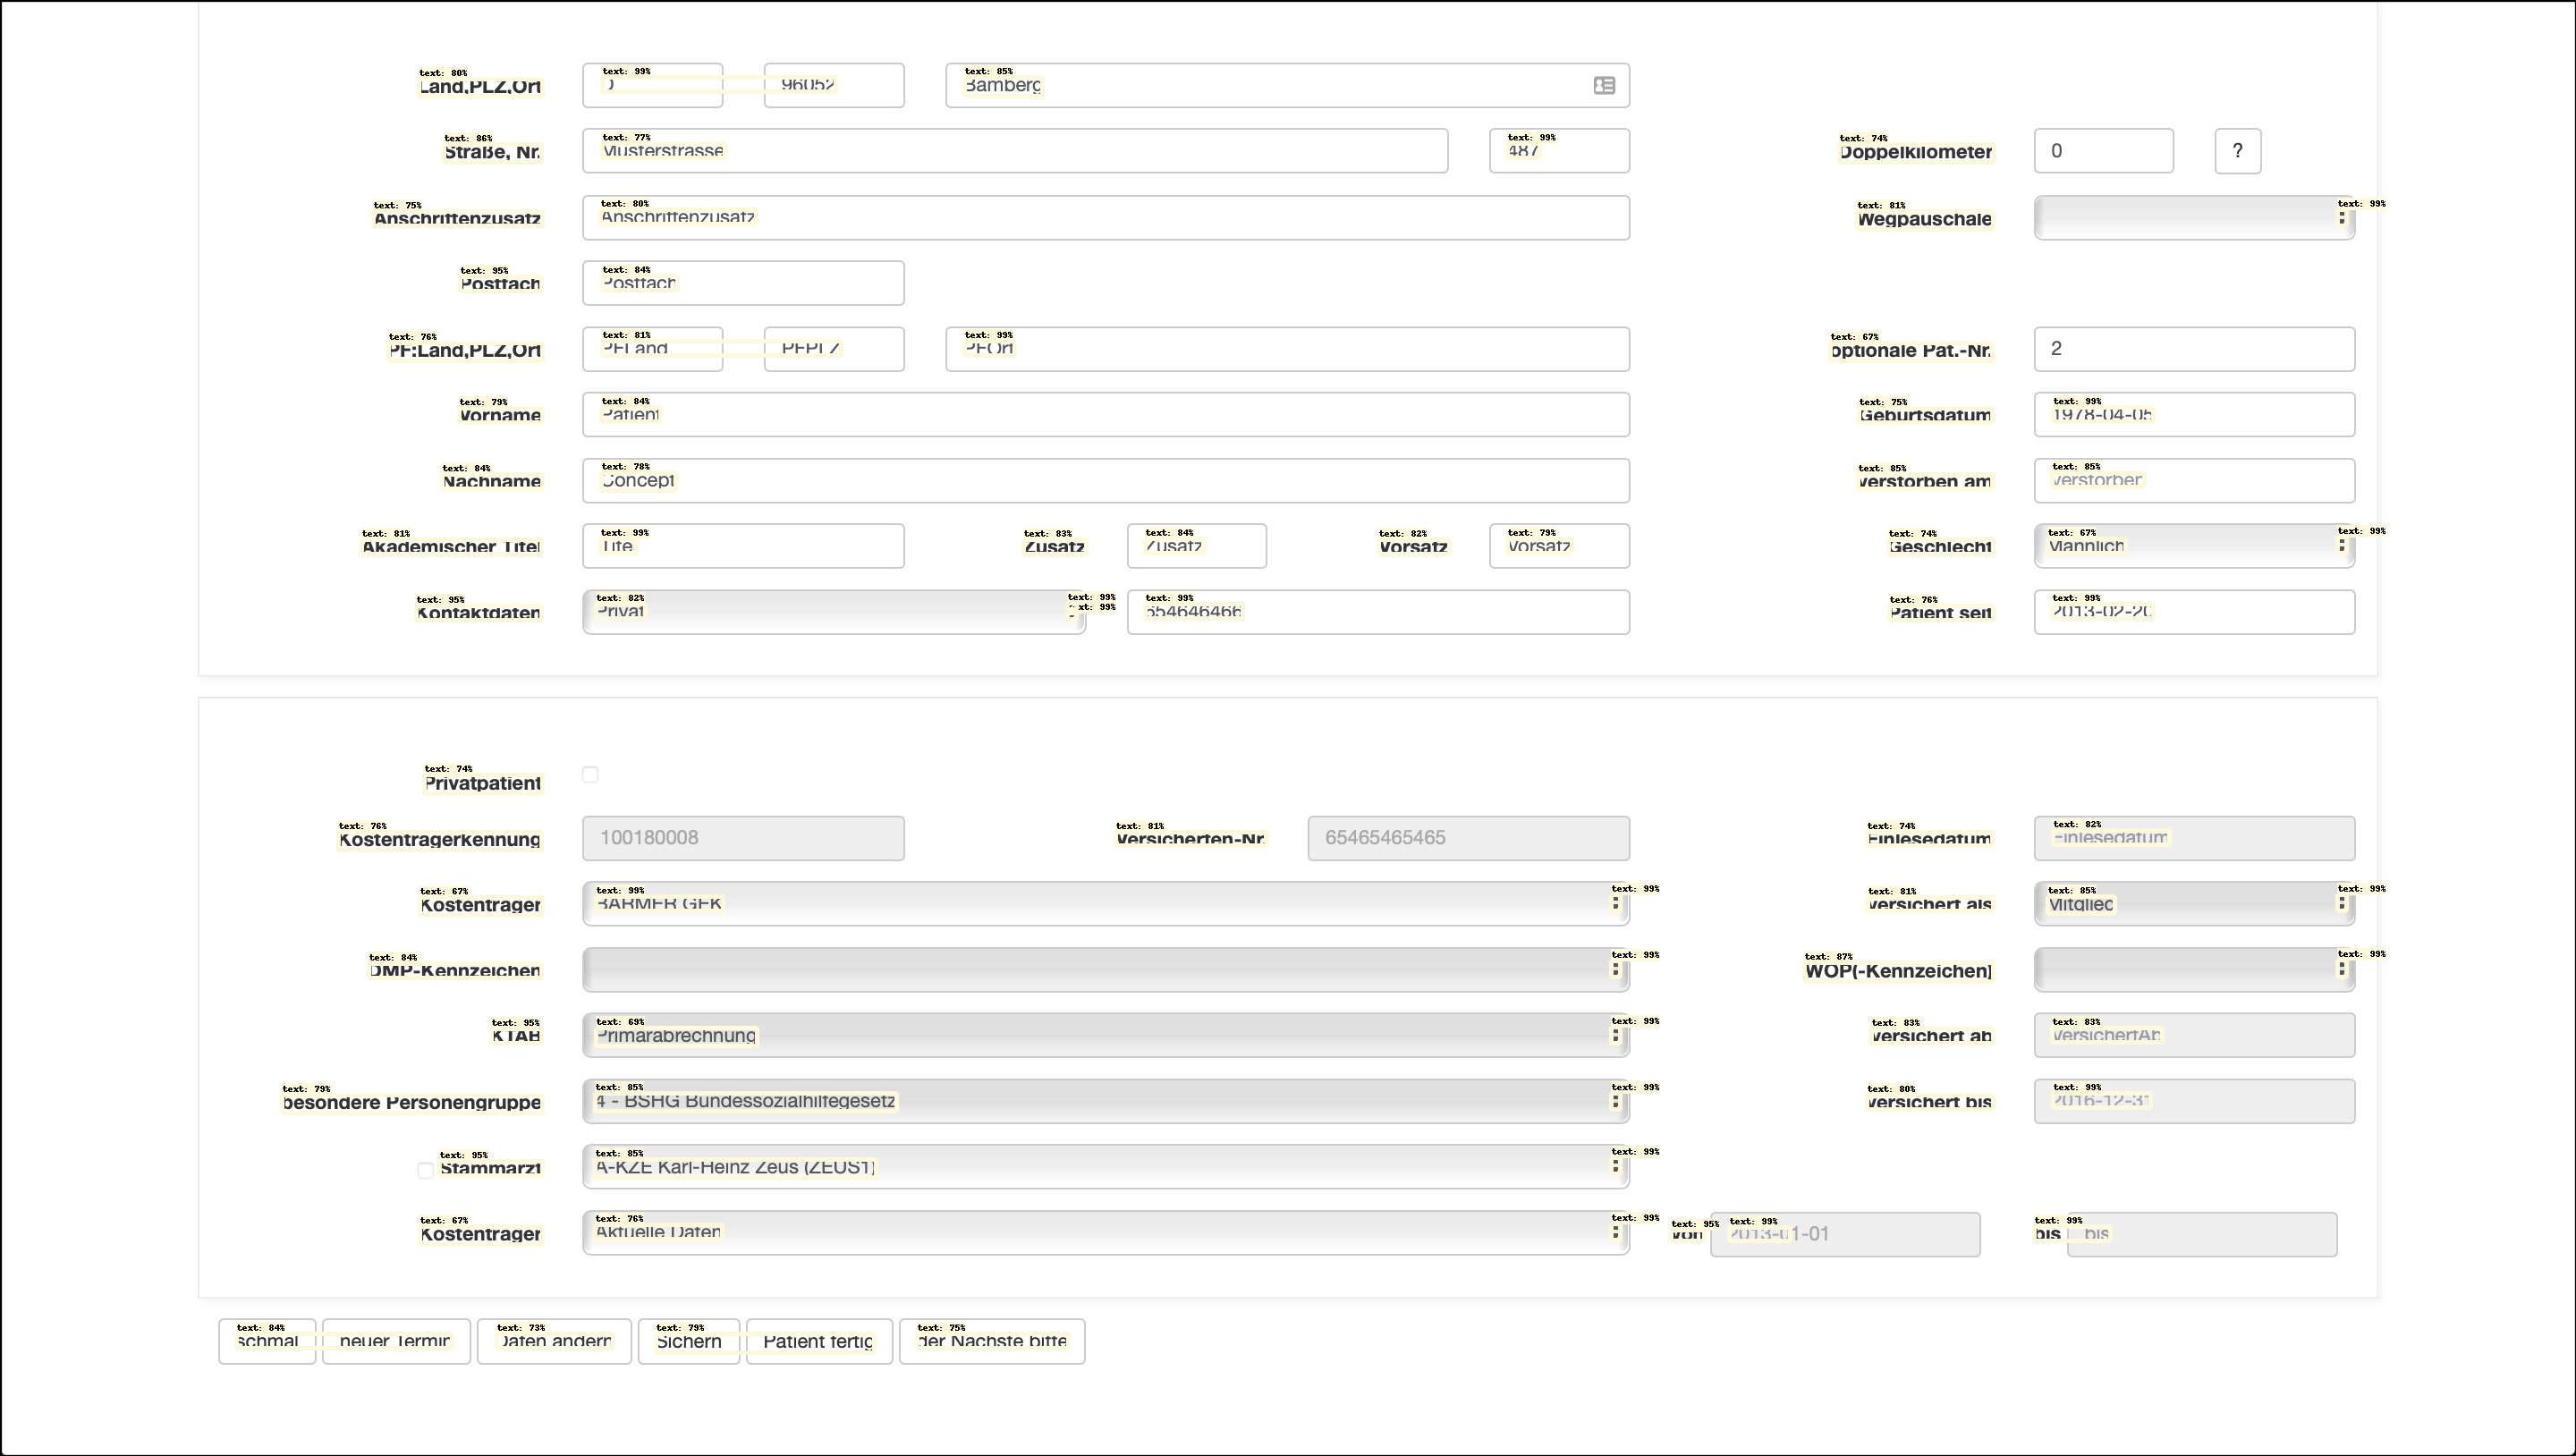 text: 80% text: 99% text: 85%
Land,PLZ,Ort D 96052 Bamberg
text: 86% text: 77% text: 99% text: 74%
Straße, Nr. Musterstrasse 487 Doppelkilometer 0 ?
text: 75% text: 80% text: 81% text: 99%
Anschriftenzusatz Anschriftenzusatz Wegpauschale
text: 95% text: 84%
Postfach Postfach
text: 76% text: 81% text: 99% text: 67%
PF:Land,PLZ,Ort PFLand PFPLZ PFOrt optionale Pat.-Nr. 2
text: 79% text: 84% text: 75% text: 99%
Vorname Patient Geburtsdatum 1978-04-05
text: 84% text: 78% text: 85% text: 85%
Nachname Concept verstorben am verstorben
text: 81% text: 99% text: 83% text: 84% text: 82% text: 79% text: 74% text: 67% text: 99%
Akademischer Titel Titel Zusatz Zusatz Vorsatz Vorsatz Geschlecht Männlich
text: 95% text: 82% text: 99% xt: 99% text: 99% text: 76% text: 99%
Kontaktdaten Privat 654646466 Patient seit 2013-02-20
text: 74%
Privatpatient
text: 76% text: 81% text: 74% text: 82%
Kostenträgerkennung 100180008 Versicherten-Nr. 65465465465 Einlesedatum Einlesedatum
text: 67% text: 99% text: 99% text: 81% text: 85% text: 99%
Kostenträger BARMER GEK versichert als Mitglied
text: 84% text: 99% text: 87% text: 99%
DMP-Kennzeichen WOP(-Kennzeichen)
text: 95% text: 69% text: 99% text: 83% text: 83%
KTAB Primärabrechnung versichert ab VersichertAb
text: 79% text: 85% text: 99% text: 80% text: 99%
besondere Personengruppe 4 - BSHG Bundessozialhilfegesetz versichert bis 2016-12-31
text: 95% text: 85% text: 99%
Stammarzt A-KZE Karl-Heinz Zeus (ZEUS1)
text: 67% text: 76% text: 99% text: 95% text: 99% text: 99%
Kostenträger Aktuelle Daten von 2013-01-01 bis bis
text: 84% text: 73% text: 79% text: 75%
schmal neuer Termin Daten ändern Sichern Patient fertig der Nächste bitte